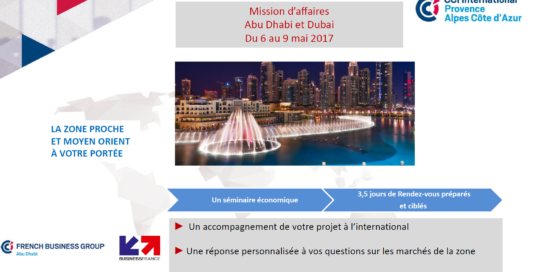 Mission d'affaires
Abu Dhabi et Dubai
Du 6 au 9 mai 2017
CCI International
Provence
Alpes Côte d'Azur
LA ZONE PROCHE
ET MOYEN ORIENT
À VOTRE PORTÉE
Un séminaire économique
3,5 jours de Rendez-vous préparés
et ciblés
Un accompagnement de votre projet à l'international
Une réponse personnalisée à vos questions sur les marchés de la zone
FRENCH BUSINESS GROUP
Abu Dhabi
BUSINESS FRANCE